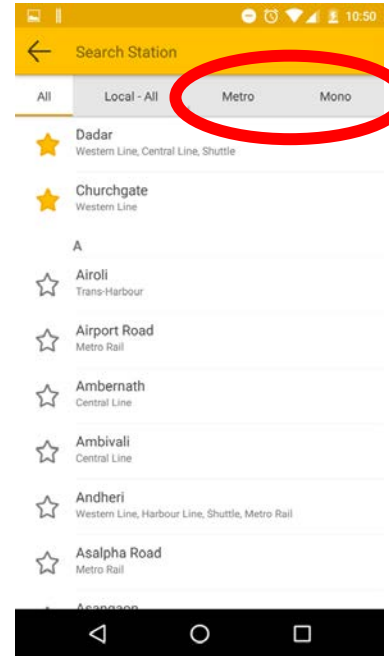 10:50
Search Station
All Local - All Metro Mono
Dadar
Western Line, Central Line, Shuttle
Churchgate
Western Line
A
Airoli
Trans-Harbour
Airport Road
Metro Rail
Ambernath
Central Line
Ambivali
Central Line
Andheri
Western Line, Harbour Line, Shuttle, Metro Rail
Asalpha Road
Metro Rail
Asangaon